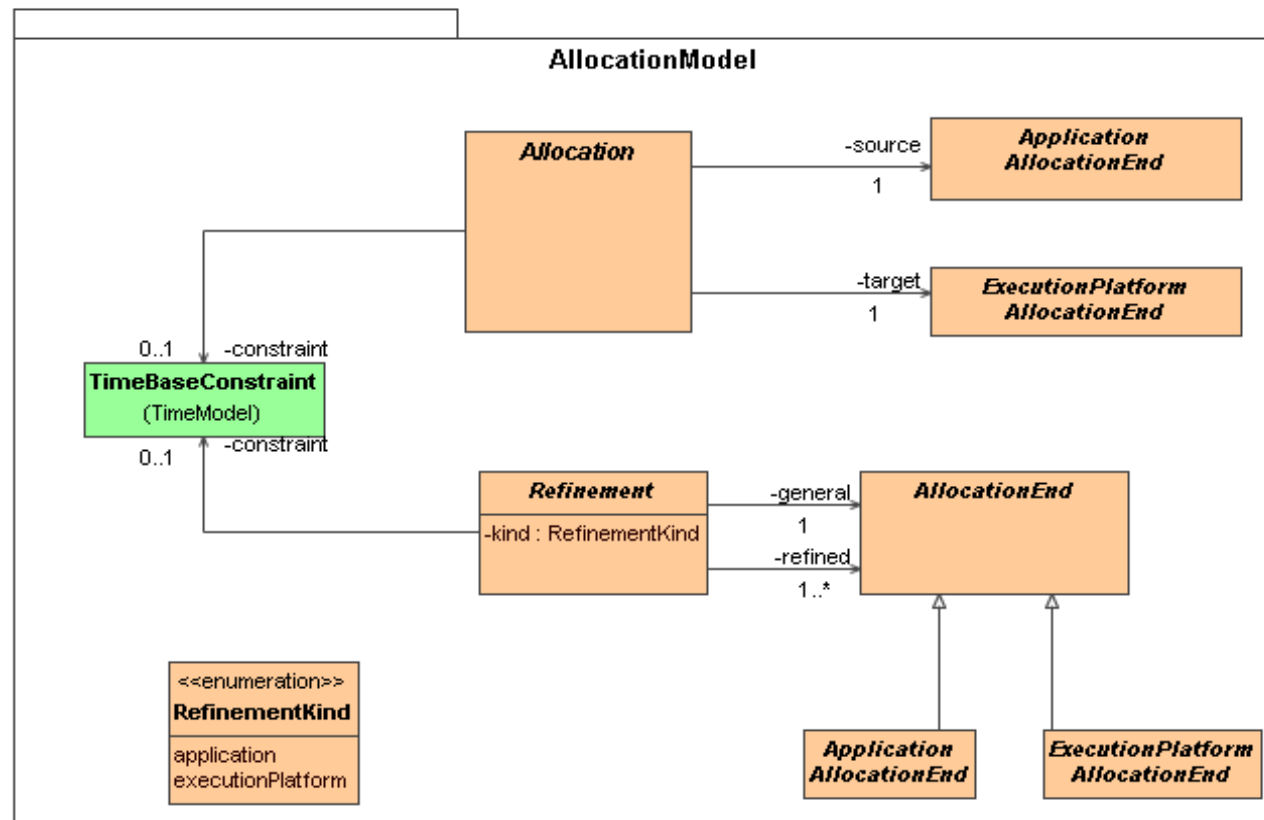 AllocationModel
Allocation
-source
1
Application
AllocationEnd
-target
1
ExecutionPlatform
AllocationEnd
0..1
-constraint
TimeBaseConstraint
(TimeModel)
-constraint
0..1
Refinement
-kind : RefinementKind
-general
1
-refined
1..*
AllocationEnd
<<enumeration>>
RefinementKind
application
executionPlatform
Application
AllocationEnd
ExecutionPlatform
AllocationEnd